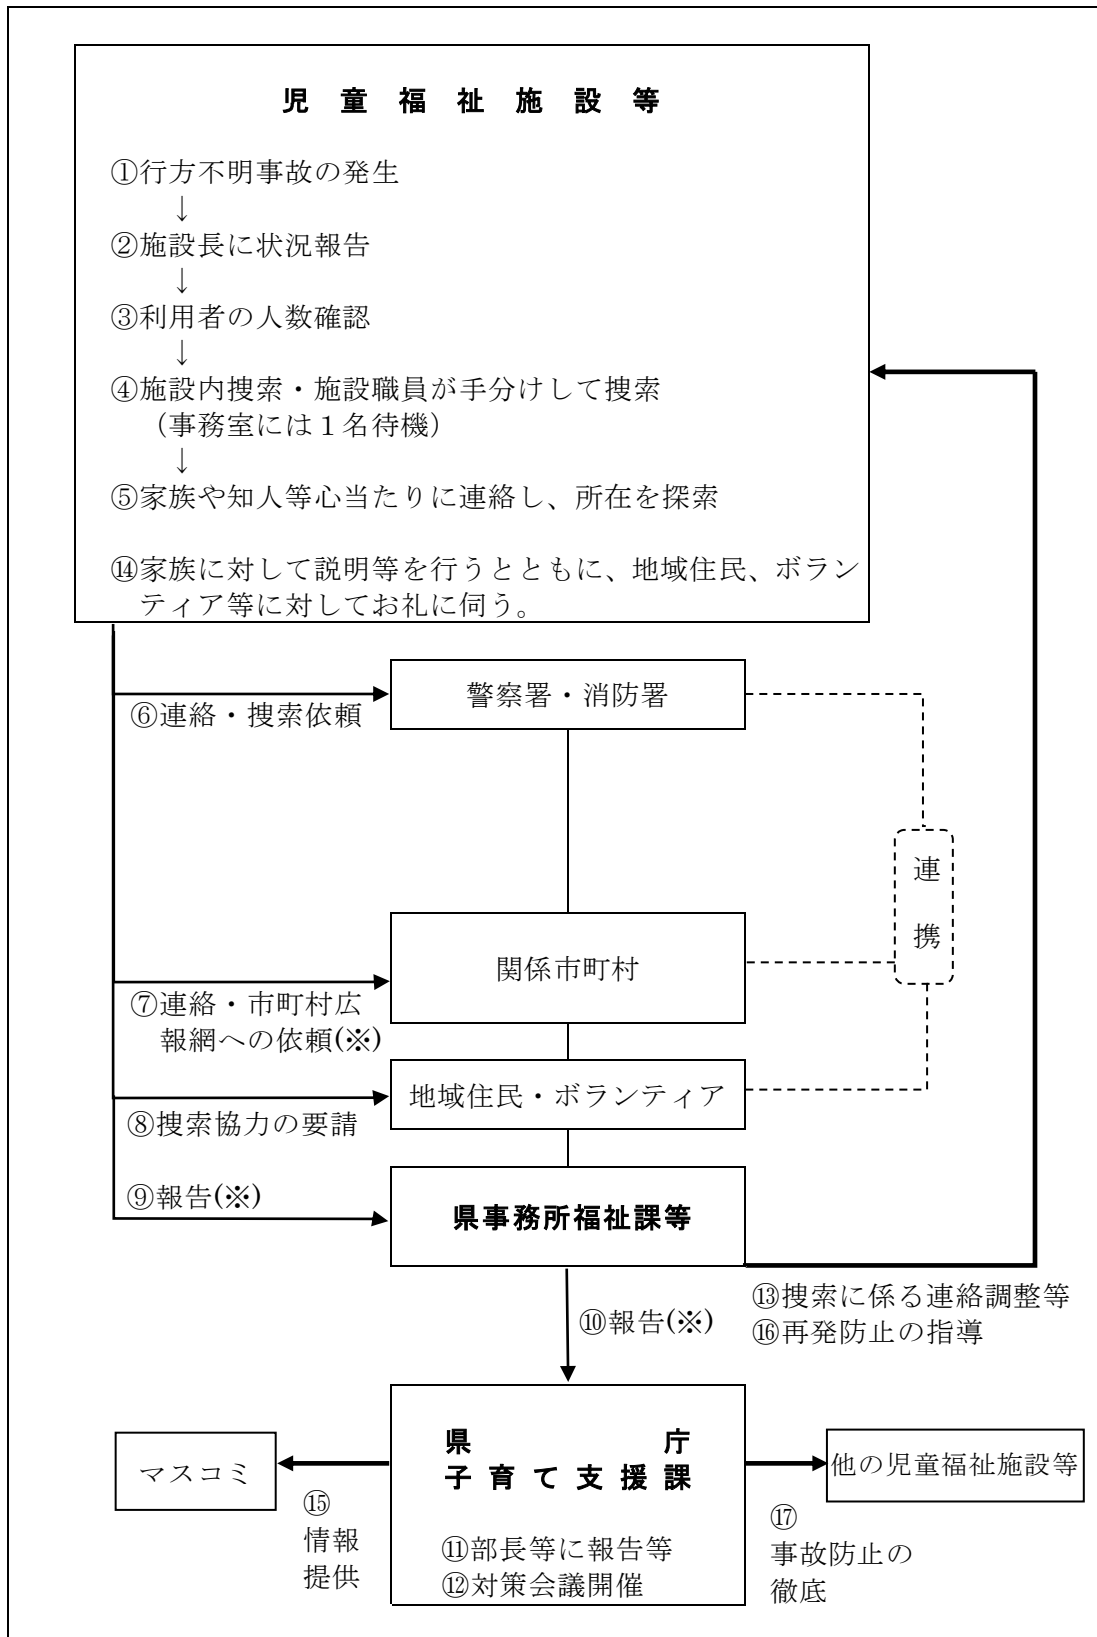 児童福祉施設等
①行方不明事故の発生
↓
②施設長に状況報告
↓
③利用者の人数確認
↓
④施設内捜索・施設職員が手分けして捜索
（事務室には１名待機）
↓
⑤家族や知人等心当たりに連絡し、所在を探索
⑭家族に対して説明等を行うとともに、地域住民、ボラン
ティア等に対してお礼に伺う。
警察署・消防署
⑥連絡・捜索依頼
連
携
関係市町村
⑦連絡・市町村広
報網への依頼(※)
地域住民・ボランティア
⑧捜索協力の要請
⑨報告(※)
県事務所福祉課等
⑬捜索に係る連絡調整等
⑯再発防止の指導
⑩報告(※)
県庁
子育て支援課
⑪部長等に報告等
⑫対策会議開催
マスコミ
⑮
情報
提供
他の児童福祉施設等
⑰
事故防止の
徹底